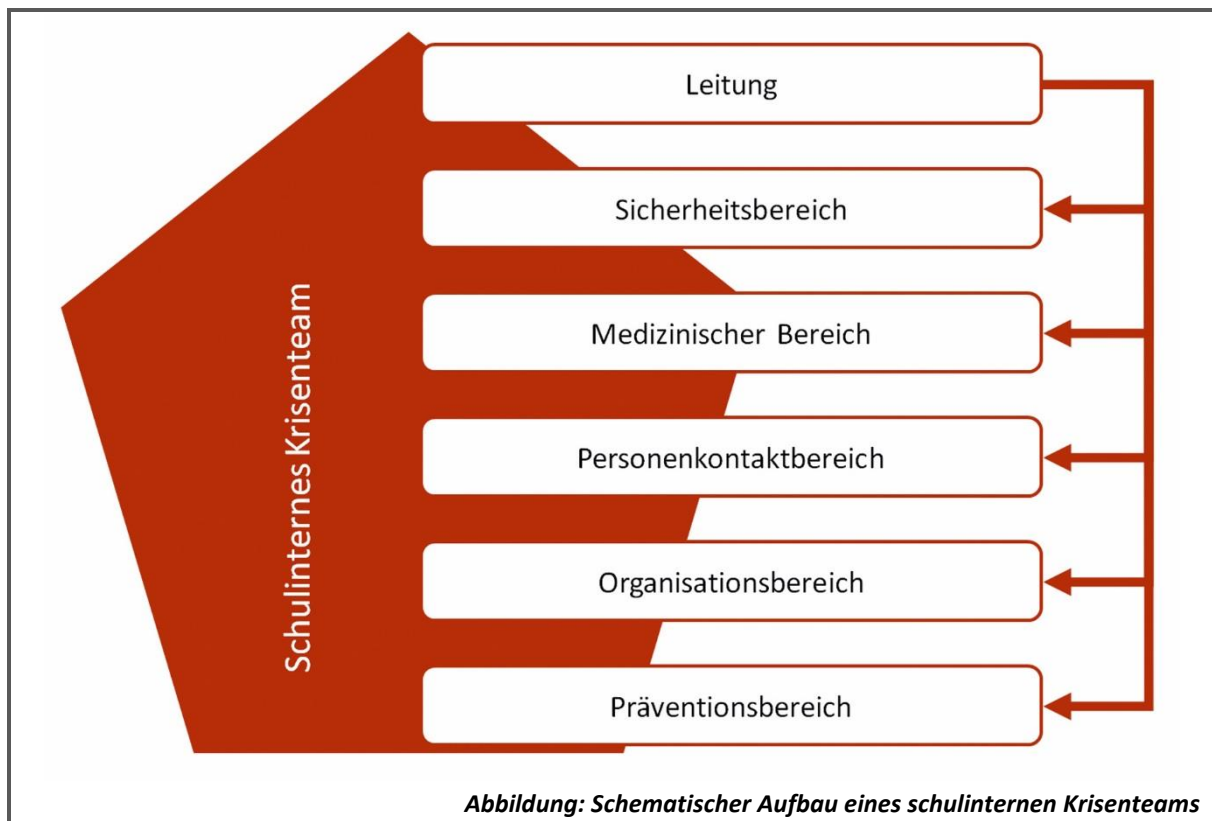 Schulinternes Krisenteam
Leitung
Sicherheitsbereich
Medizinischer Bereich
Personenkontaktbereich
Organisationsbereich
Präventionsbereich
Abbildung: Schematischer Aufbau eines schulinternen Krisenteams